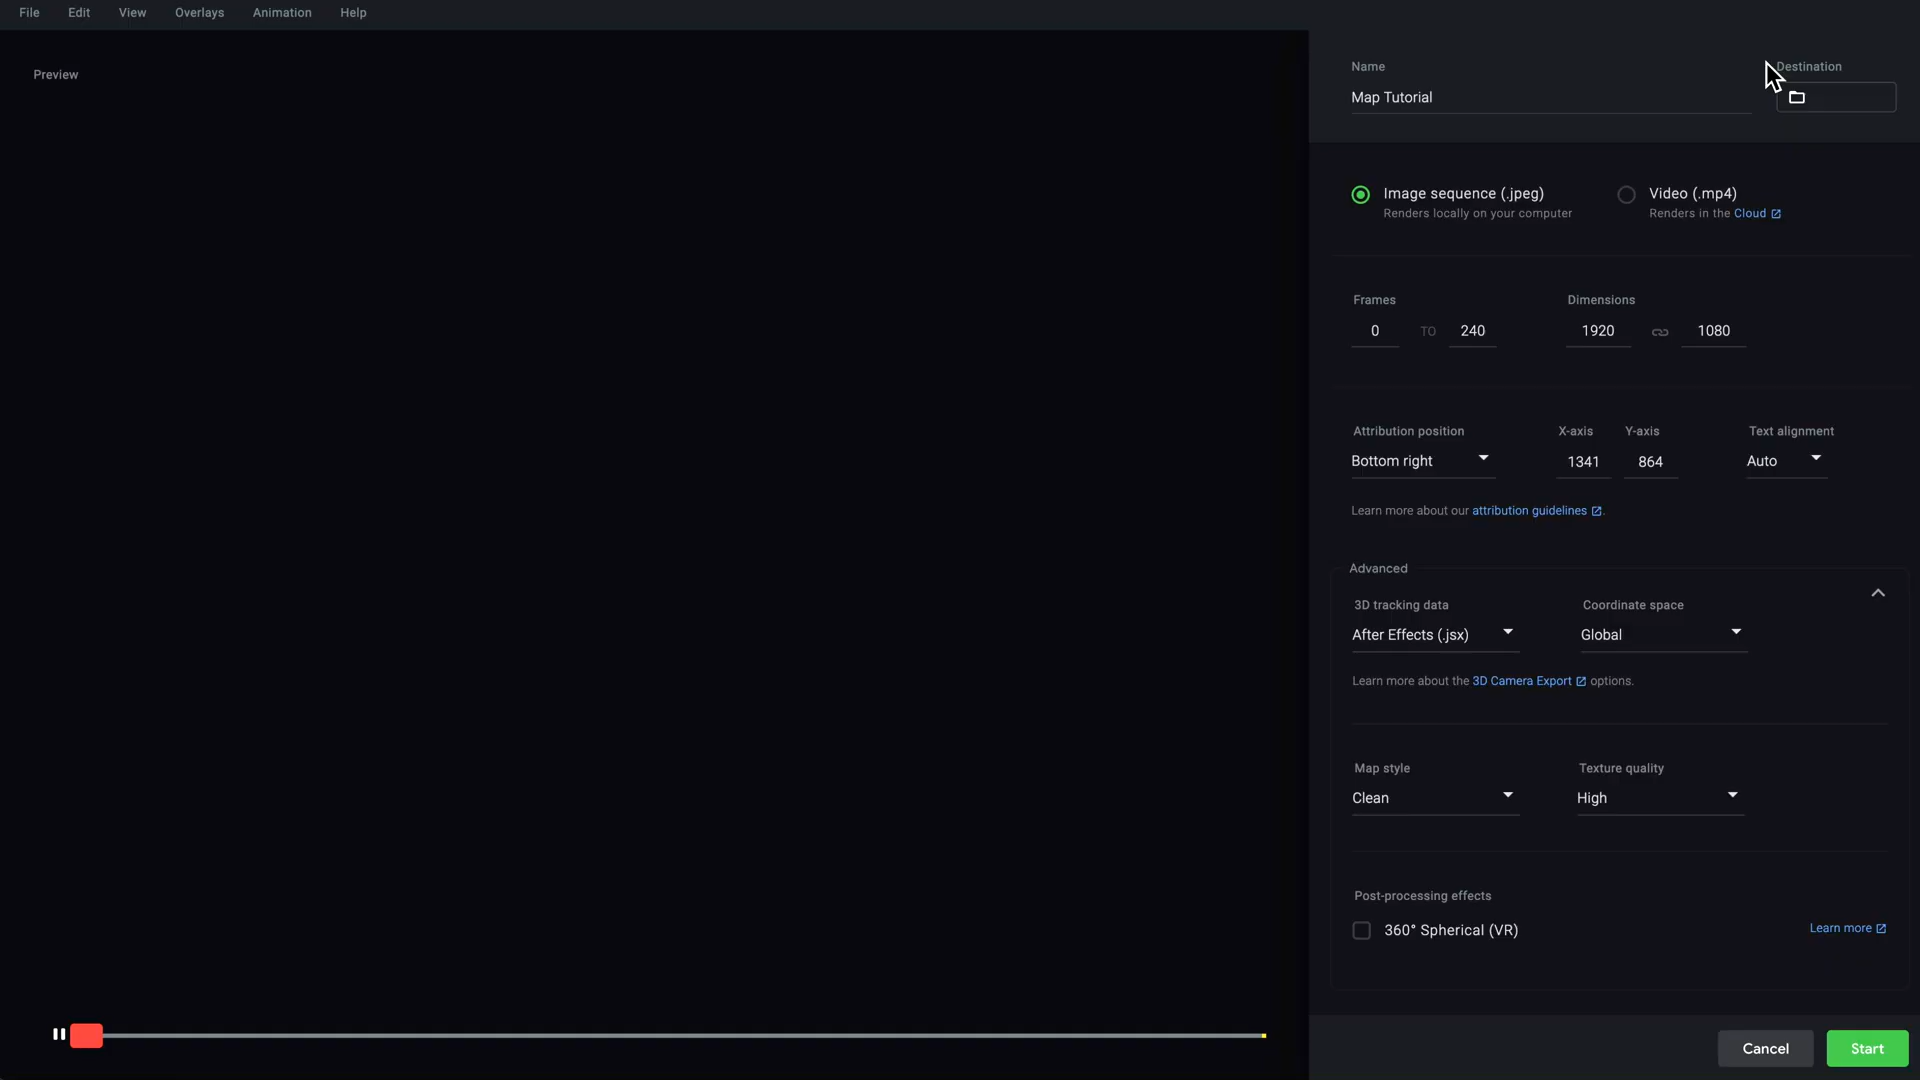 File Edit View Overlays Animation Help
Preview
Name
Destination
Map Tutorial
Image sequence (.jpeg)
Renders locally on your computer
Video (.mp4)
Renders in the Cloud
Frames
Dimensions
0 TO 240
1920 1080
Attribution position
X-axis
Y-axis
Text alignment
Bottom right
1341
864
Auto
Learn more about our attribution guidelines.
Advanced
3D tracking data
Coordinate space
After Effects (.jsx)
Global
Learn more about the 3D Camera Export options.
Map style
Texture quality
Clean
High
Post-processing effects
360° Spherical (VR)
Learn more
Cancel
Start